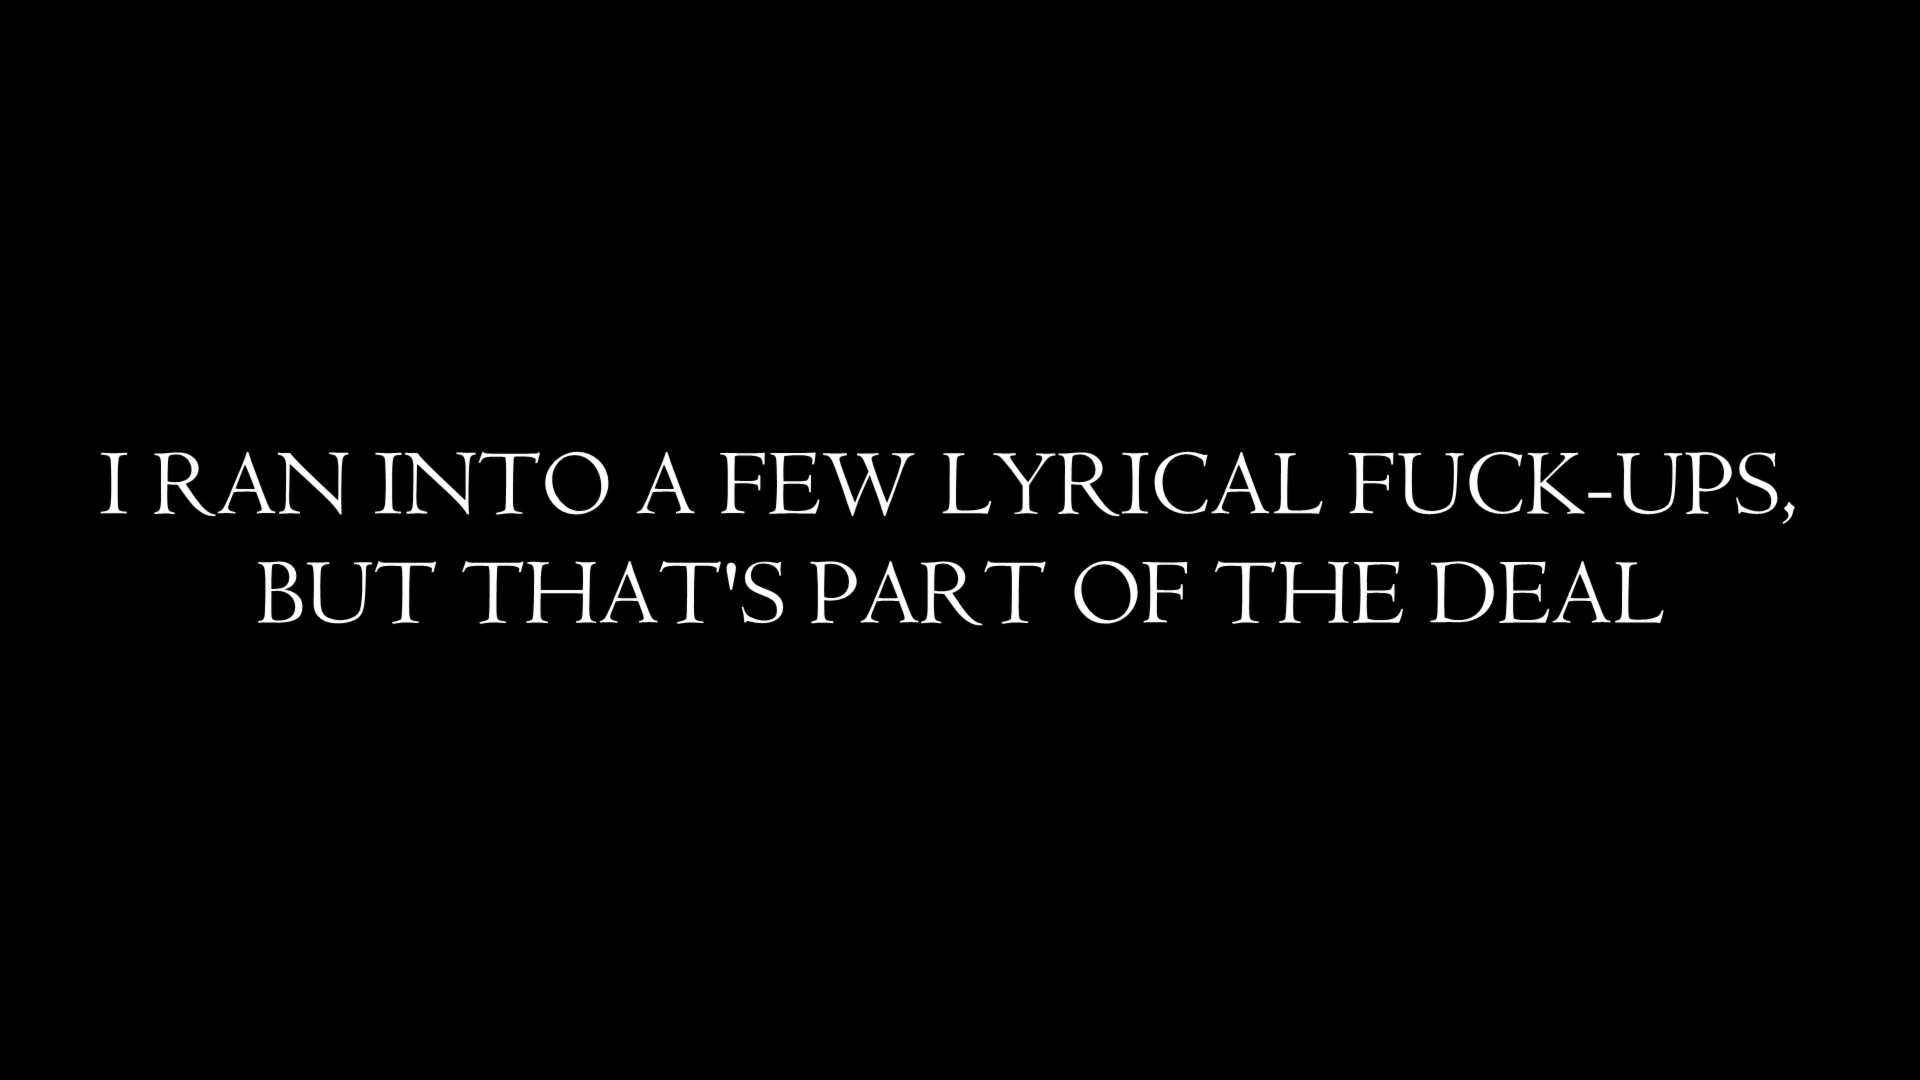 I RAN INTO A FEW LYRICAL FUCK-UPS,
BUT THAT'S PART OF THE DEAL